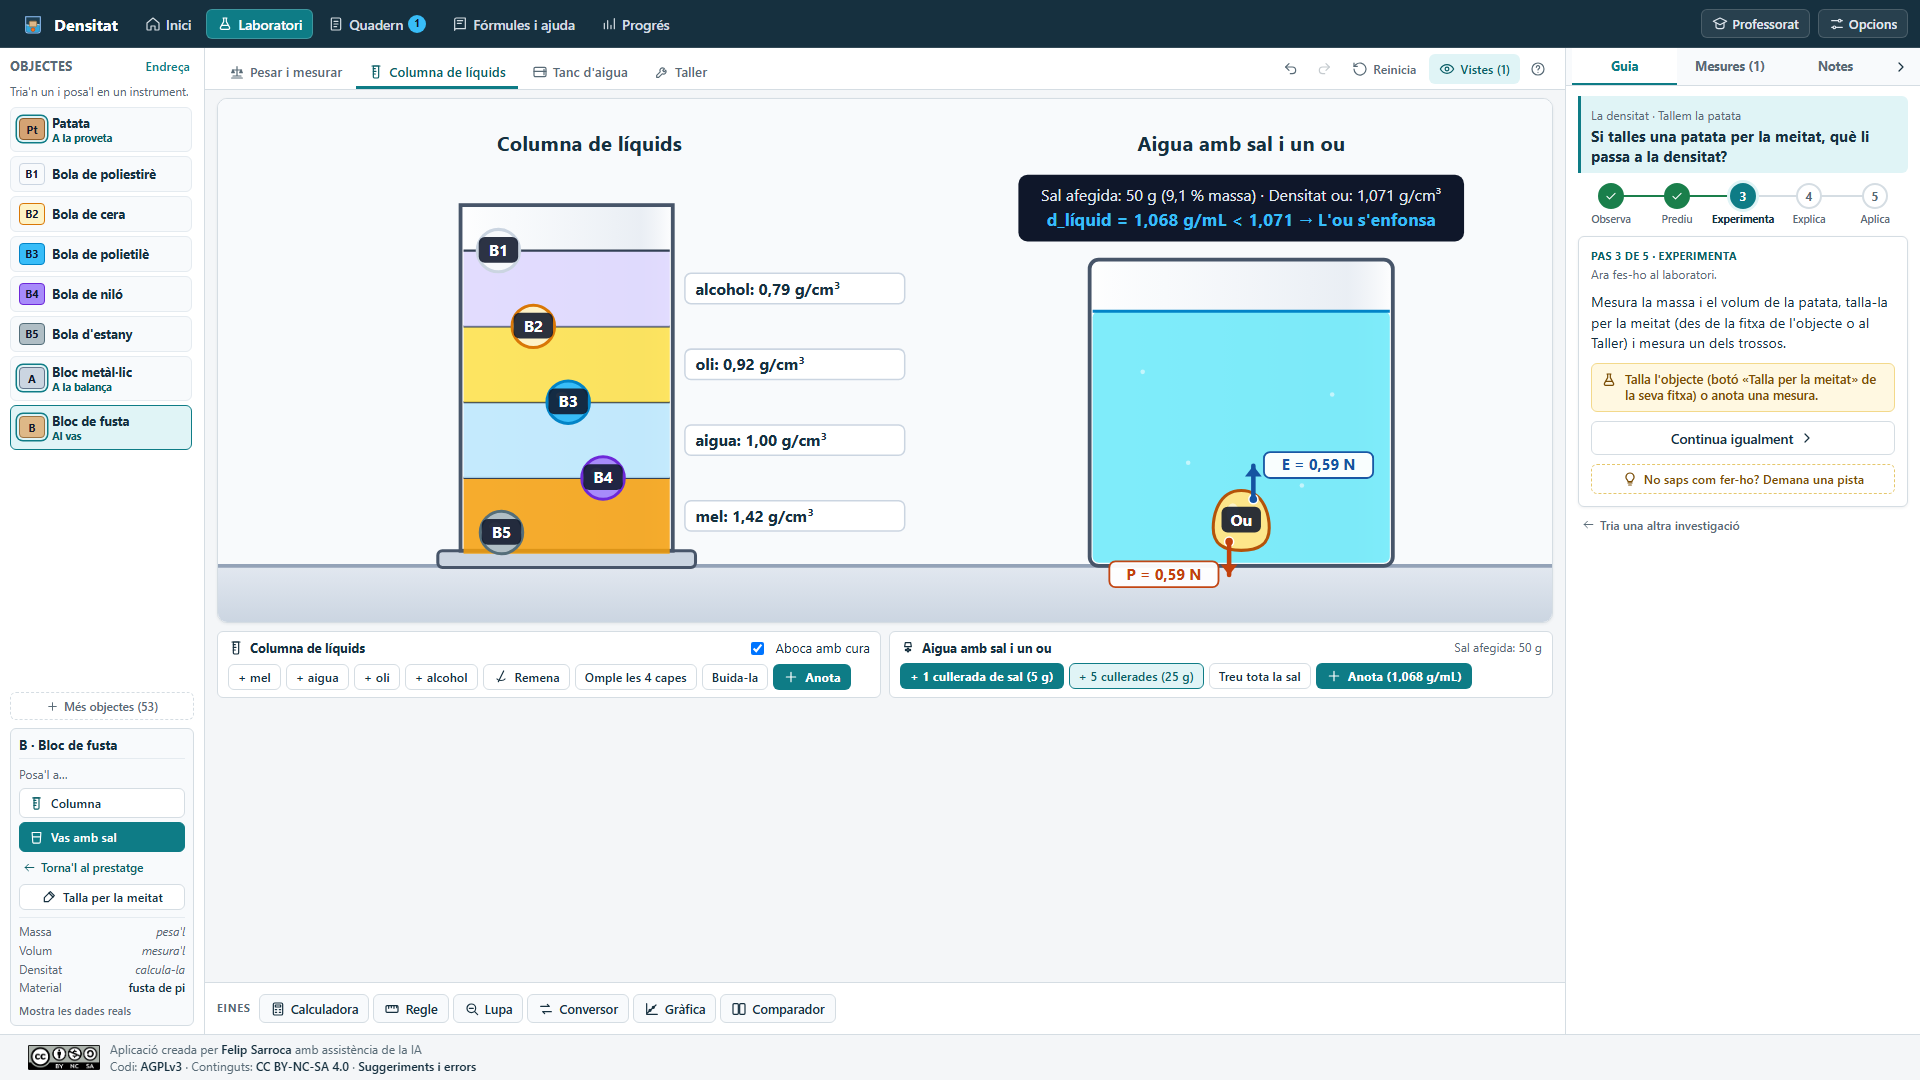 Densitat
Inici
Laboratori
Quadern 1
Fórmules i ajuda
Progrés
Professorat
Opcions
OBJECTES
Endreça
Tria'n un i posa'l en un instrument.
Pt
Patata
A la proveta
B1
Bola de poliestirè
B2
Bola de cera
B3
Bola de polietilè
B4
Bola de niló
B5
Bola d'estany
A
Bloc metàl·lic
A la balança
B
Bloc de fusta
Al vas
+ Més objectes (53)
B · Bloc de fusta
Posa'l a...
Columna
Vas amb sal
← Torna'l al prestatge
Talla per la meitat
Massa pesa'l
Volum mesura'l
Densitat calcula-la
Material fusta de pi
Mostra les dades reals
Pesar i mesurar
Columna de líquids
Tanc d'aigua
Taller
Reinicia
Vistes (1)
Columna de líquids
B1
B2
B3
B4
B5
alcohol: 0,79 g/cm³
oli: 0,92 g/cm³
aigua: 1,00 g/cm³
mel: 1,42 g/cm³
Aigua amb sal i un ou
Sal afegida: 50 g (9,1 % massa) · Densitat ou: 1,071 g/cm³
d_líquid = 1,068 g/mL < 1,071 → L'ou s'enfonsa
E = 0,59 N
Ou
P = 0,59 N
Columna de líquids
Aboca amb cura
+ mel
+ aigua
+ oli
+ alcohol
Remena
Omple les 4 capes
Buida-la
+ Anota
Aigua amb sal i un ou
Sal afegida: 50 g
+ 1 cullerada de sal (5 g)
+ 5 cullerades (25 g)
Treu tota la sal
+ Anota (1,068 g/mL)
EINES
Calculadora
Regle
Lupa
Conversor
Gràfica
Comparador
Guia
Mesures (1)
Notes
La densitat · Tallem la patata
Si talles una patata per la meitat, què li
passa a la densitat?
3
4
5
Observa
Prediu
Experimenta
Explica
Aplica
PAS 3 DE 5 · EXPERIMENTA
Ara fes-ho al laboratori.
Mesura la massa i el volum de la patata, talla-la
per la meitat (des de la fitxa de l'objecte o al
Taller) i mesura un dels trossos.
Talla l'objecte (botó «Talla per la meitat» de
la seva fitxa) o anota una mesura.
Continua igualment
No saps com fer-ho? Demana una pista
← Tria una altra investigació
CC BY NC SA
Aplicació creada per Felip Sarroca amb assistència de la IA
Codi: AGPLv3 · Continguts: CC BY-NC-SA 4.0 · Suggeriments i errors